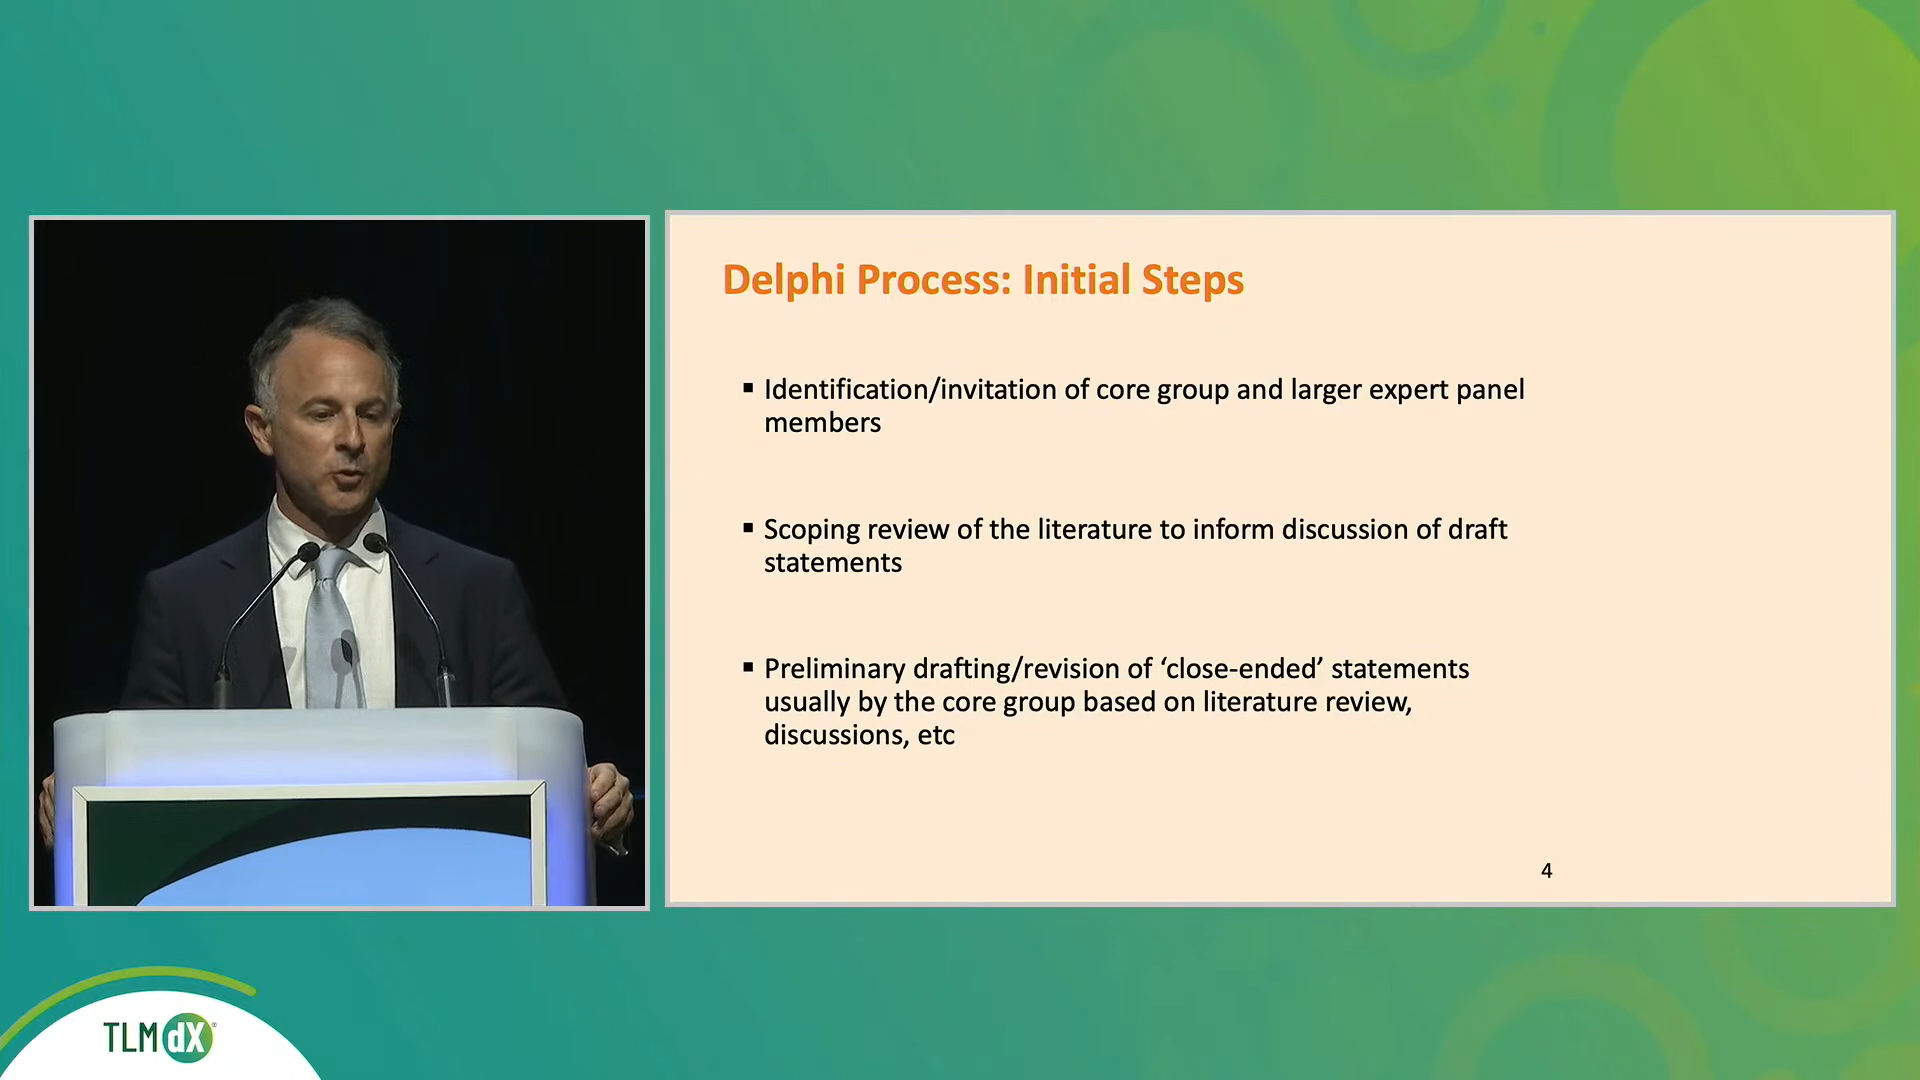 Delphi Process: Initial Steps
▪ Identification/invitation of core group and larger expert panel
members
▪ Scoping review of the literature to inform discussion of draft
statements
▪ Preliminary drafting/revision of ‘close-ended’ statements
usually by the core group based on literature review,
discussions, etc
4
TLM dX®